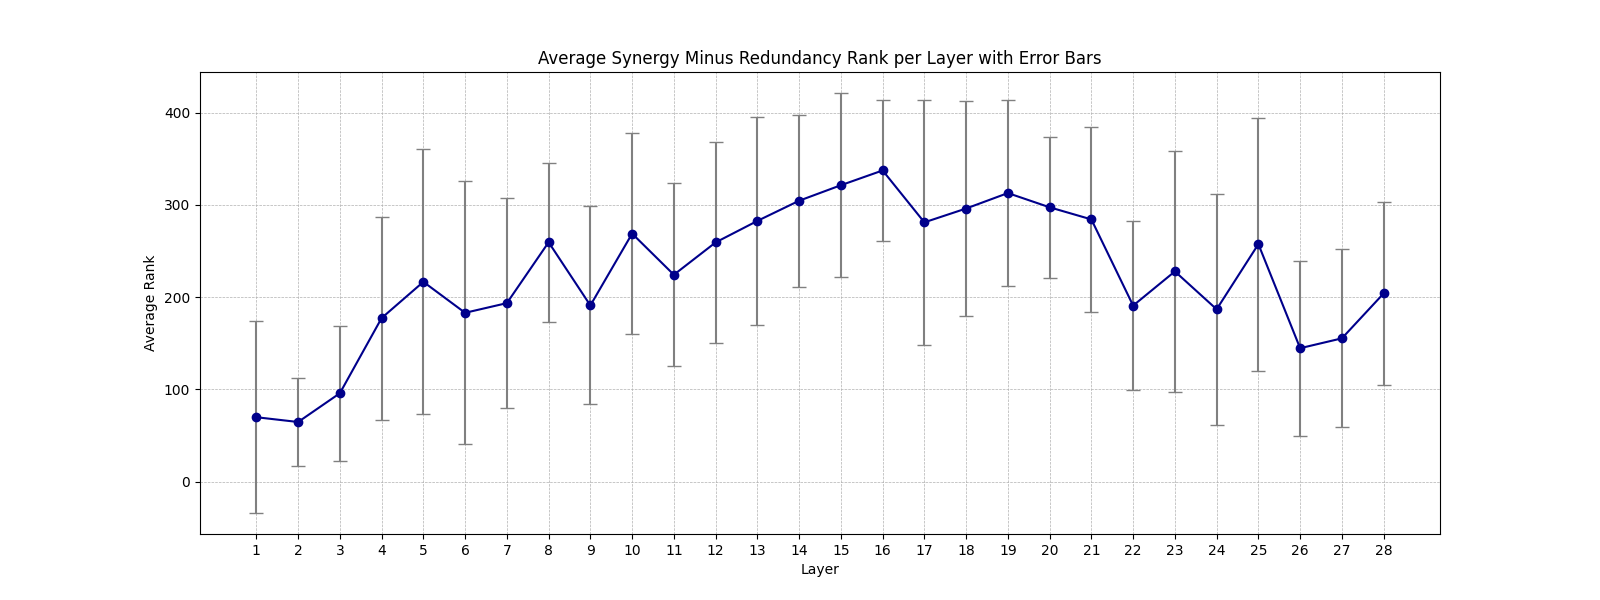 Average Synergy Minus Redundancy Rank per Layer with Error Bars
400
300
200
100
0
Average Rank
1 2 3 4 5 6 7 8 9 10 11 12 13 14 15 16 17 18 19 20 21 22 23 24 25 26 27 28
Layer